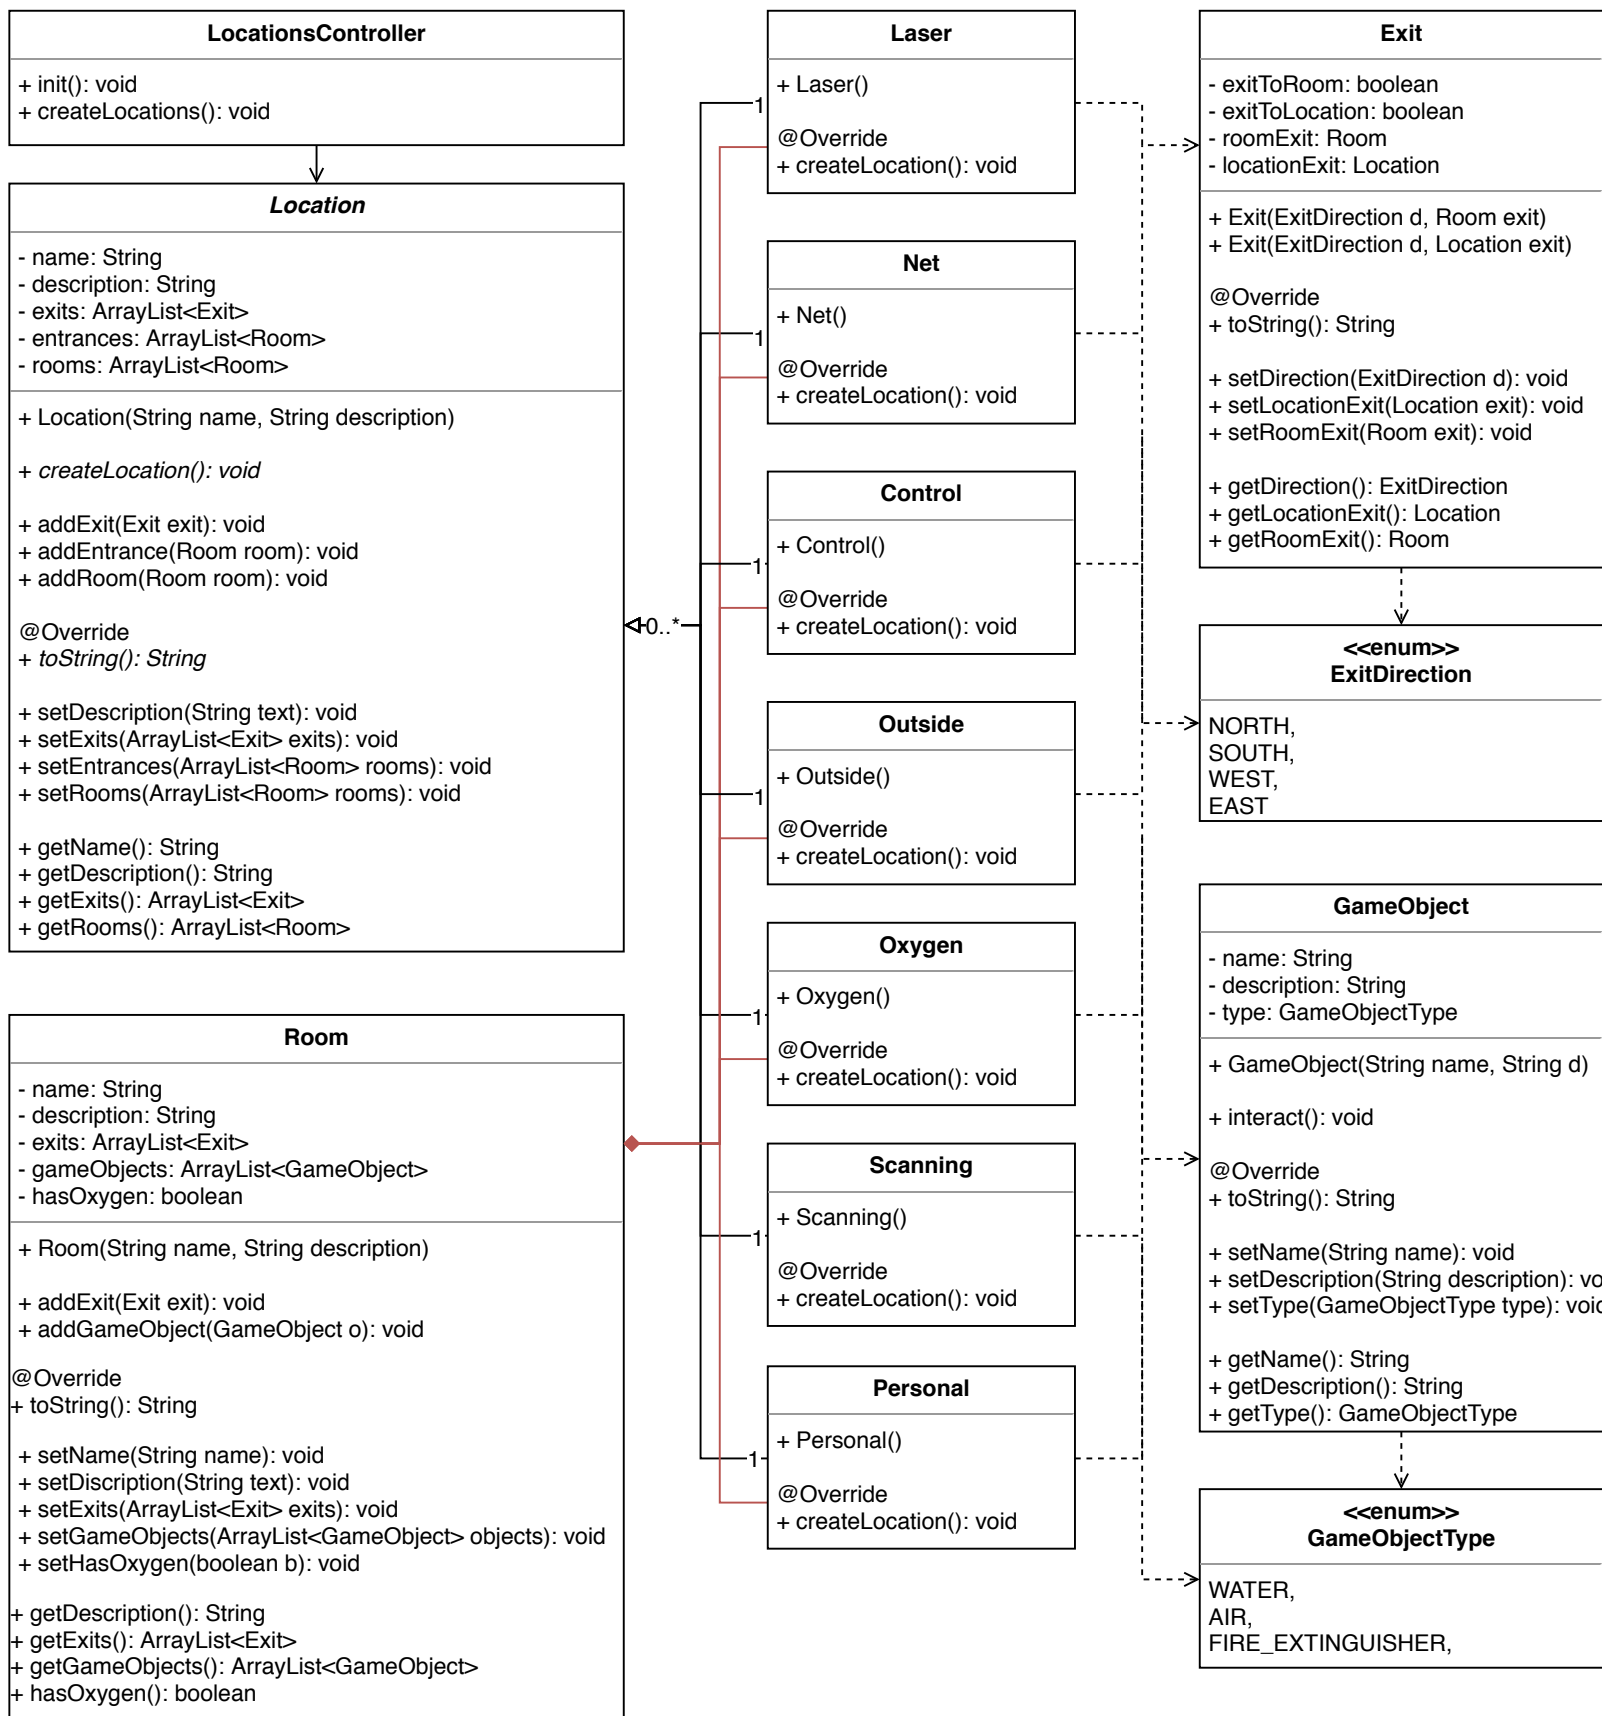 LocationsController
+ init(): void
+ createLocations(): void
Location
- name: String
- description: String
- exits: ArrayList<Exit>
- entrances: ArrayList<Room>
- rooms: ArrayList<Room>
+ Location(String name, String description)
+ createLocation(): void
+ addExit(Exit exit): void
+ addEntrance(Room room): void
+ addRoom(Room room): void
@Override
+ toString(): String
+ setDescription(String text): void
+ setExits(ArrayList<Exit> exits): void
+ setEntrances(ArrayList<Room> rooms): void
+ setRooms(ArrayList<Room> rooms): void
+ getName(): String
+ getDescription(): String
+ getExits(): ArrayList<Exit>
+ getRooms(): ArrayList<Room>
Room
- name: String
- description: String
- exits: ArrayList<Exit>
- gameObjects: ArrayList<GameObject>
- hasOxygen: boolean
+ Room(String name, String description)
+ addExit(Exit exit): void
+ addGameObject(GameObject o): void
@Override
+ toString(): String
+ setName(String name): void
+ setDiscription(String text): void
+ setExits(ArrayList<Exit> exits): void
+ setGameObjects(ArrayList<GameObject> objects): void
+ setHasOxygen(boolean b): void
+ getDescription(): String
+ getExits(): ArrayList<Exit>
+ getGameObjects(): ArrayList<GameObject>
+ hasOxygen(): boolean
0..*
1
Laser
+ Laser()
@Override
+ createLocation(): void
1
Net
+ Net()
@Override
+ createLocation(): void
1
Control
+ Control()
@Override
+ createLocation(): void
1
Outside
+ Outside()
@Override
+ createLocation(): void
1
Oxygen
+ Oxygen()
@Override
+ createLocation(): void
1
Scanning
+ Scanning()
@Override
+ createLocation(): void
1
Personal
+ Personal()
@Override
+ createLocation(): void
Exit
- exitToRoom: boolean
- exitToLocation: boolean
- roomExit: Room
- locationExit: Location
+ Exit(ExitDirection d, Room exit)
+ Exit(ExitDirection d, Location exit)
@Override
+ toString(): String
+ setDirection(ExitDirection d): void
+ setLocationExit(Location exit): void
+ setRoomExit(Room exit): void
+ getDirection(): ExitDirection
+ getLocationExit(): Location
+ getRoomExit(): Room
<<enum>>
ExitDirection
NORTH,
SOUTH,
WEST,
EAST
GameObject
- name: String
- description: String
- type: GameObjectType
+ GameObject(String name, String d)
+ interact(): void
@Override
+ toString(): String
+ setName(String name): void
+ setDescription(String description): vo
+ setType(GameObjectType type): void
+ getName(): String
+ getDescription(): String
+ getType(): GameObjectType
<<enum>>
GameObjectType
WATER,
AIR,
FIRE_EXTINGUISHER,